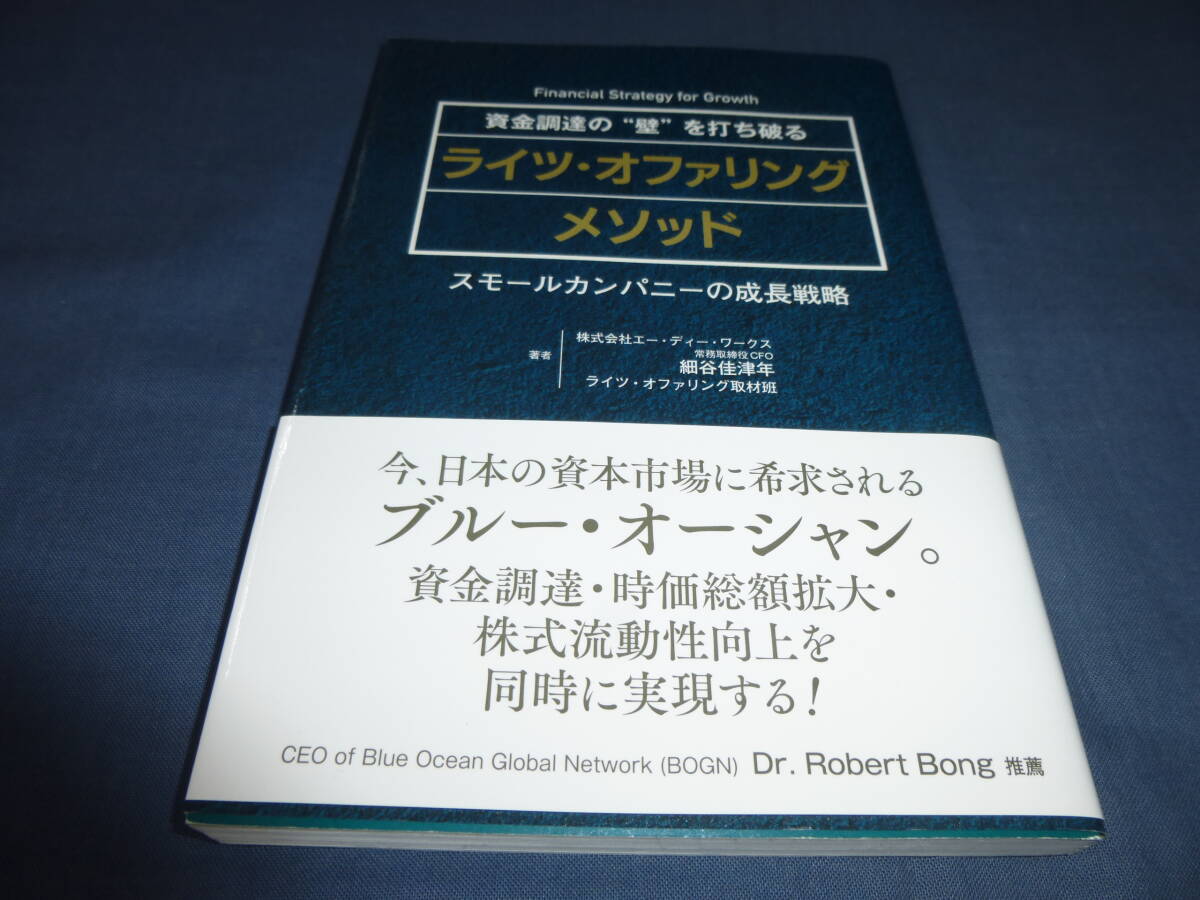 Financial Strategy for Growth
資金調達の“壁”を打ち破る
ライツ・オファリング
メソッド
スモールカンパニーの成長戦略
著者
株式会社エー・ディー・ワークス
常務取締役CFO
細谷佳津年
ライツ・オファリング取材班
今、日本の資本市場に希求される
ブルー・オーシャン。
資金調達・時価総額拡大・
株式流動性向上を
同時に実現する！
CEO of Blue Ocean Global Network (BOGN) Dr. Robert Bong 推薦